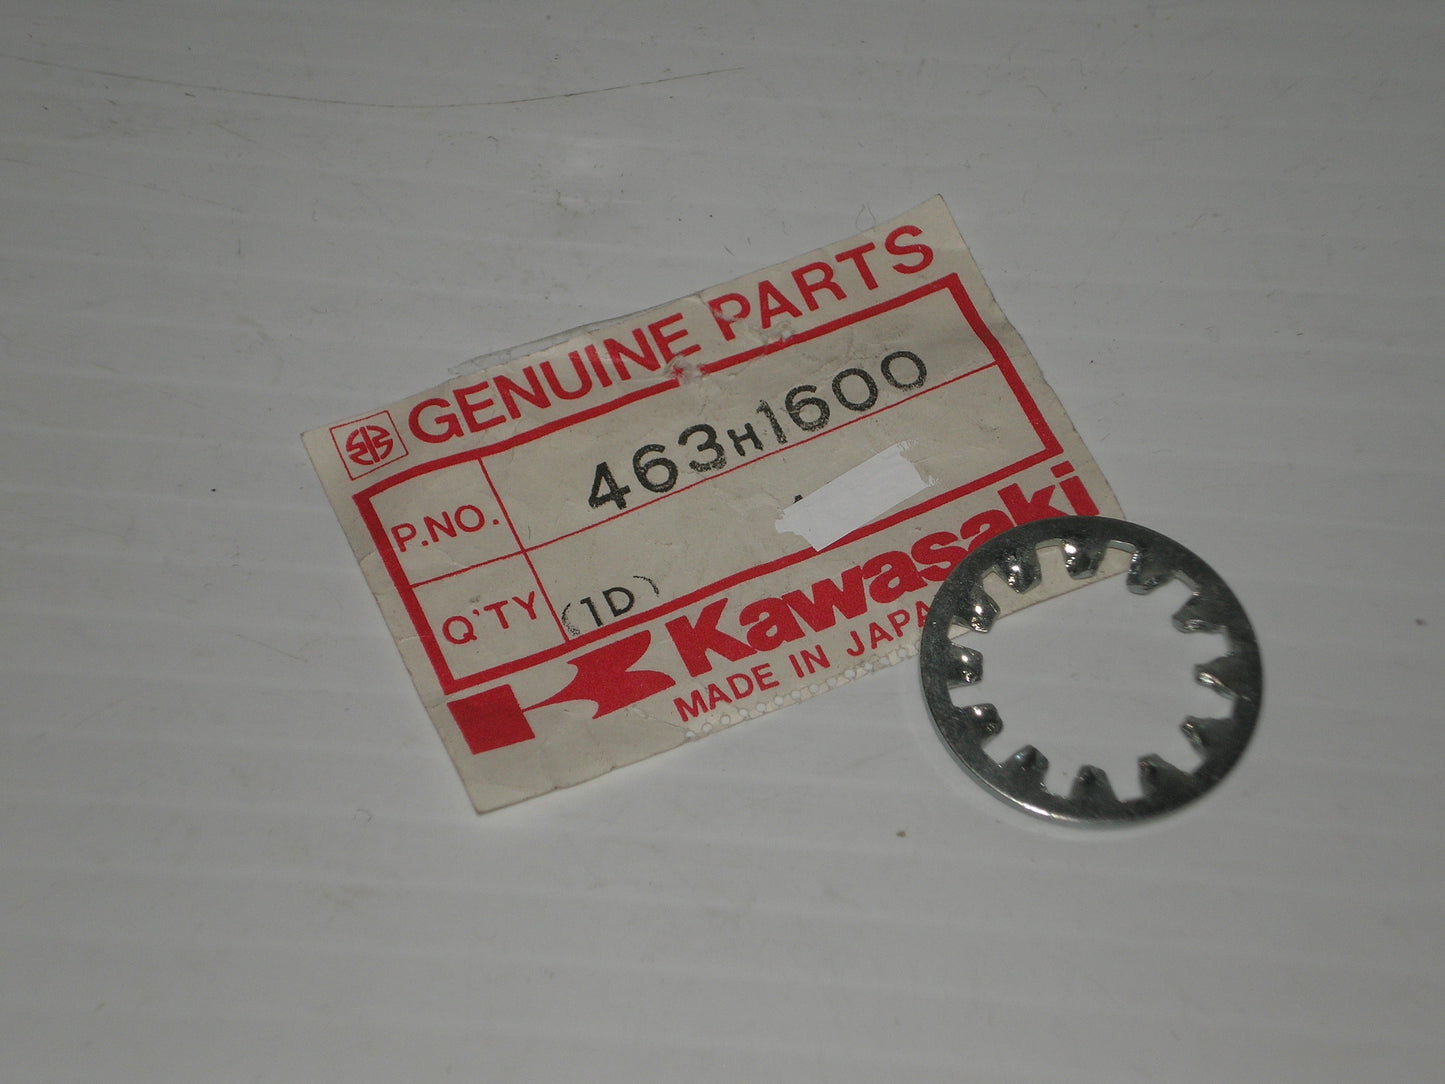 GENUINE PARTS
P.NO. 463H1600
Q'TY (1D)
Kawasaki
MADE IN JAPA